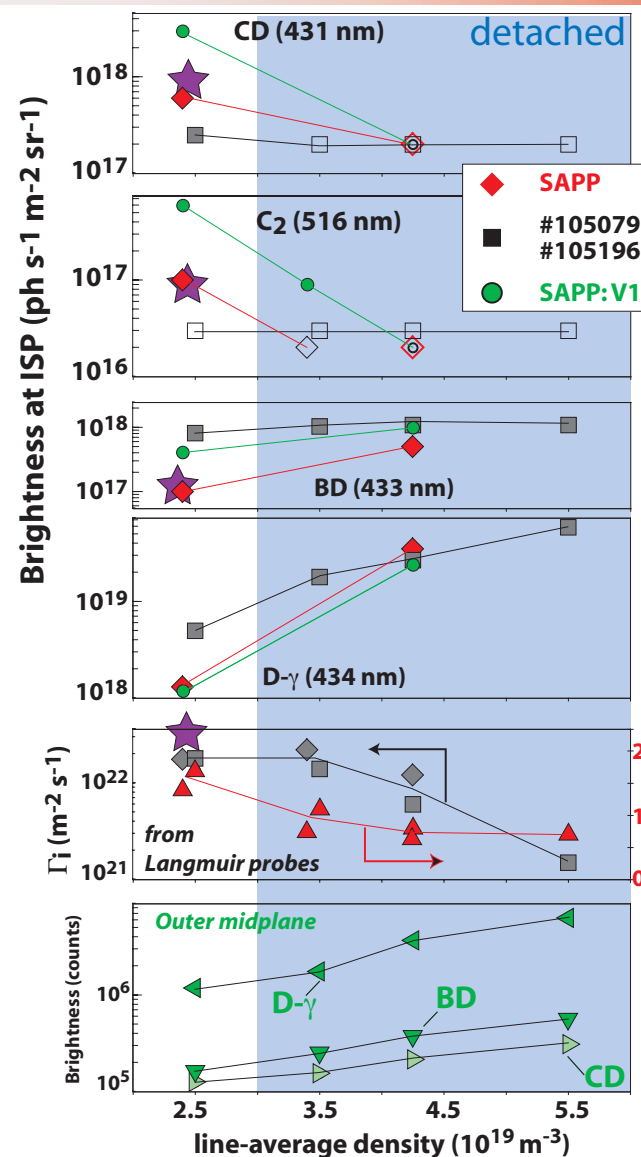 CD (431 nm)
detached
10^18
10^17
SAPP
#105079
#105196
SAPP: V1
C2 (516 nm)
10^17
10^16
Brightness at ISP (ph s-1 m-2 sr-1)
10^18
10^17
BD (433 nm)
10^19
10^18
D-γ (434 nm)
Γi (m-2 s-1)
10^22
10^21
from
Langmuir probes
2
1
0
Outer midplane
Brightness (counts)
10^6
10^5
D-γ
BD
CD
2.5 3.5 4.5 5.5
line-average density (10^19 m-3)